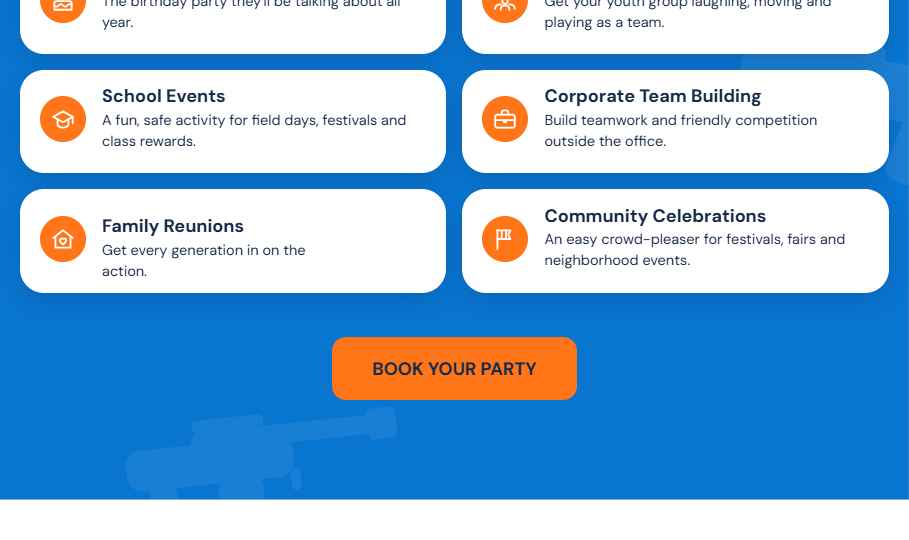 The birthday party they'll be talking about all
year.
Get your youth group laughing, moving and
playing as a team.
School Events
A fun, safe activity for field days, festivals and
class rewards.
Corporate Team Building
Build teamwork and friendly competition
outside the office.
Family Reunions
Get every generation in on the
action.
Community Celebrations
An easy crowd-pleaser for festivals, fairs and
neighborhood events.
BOOK YOUR PARTY